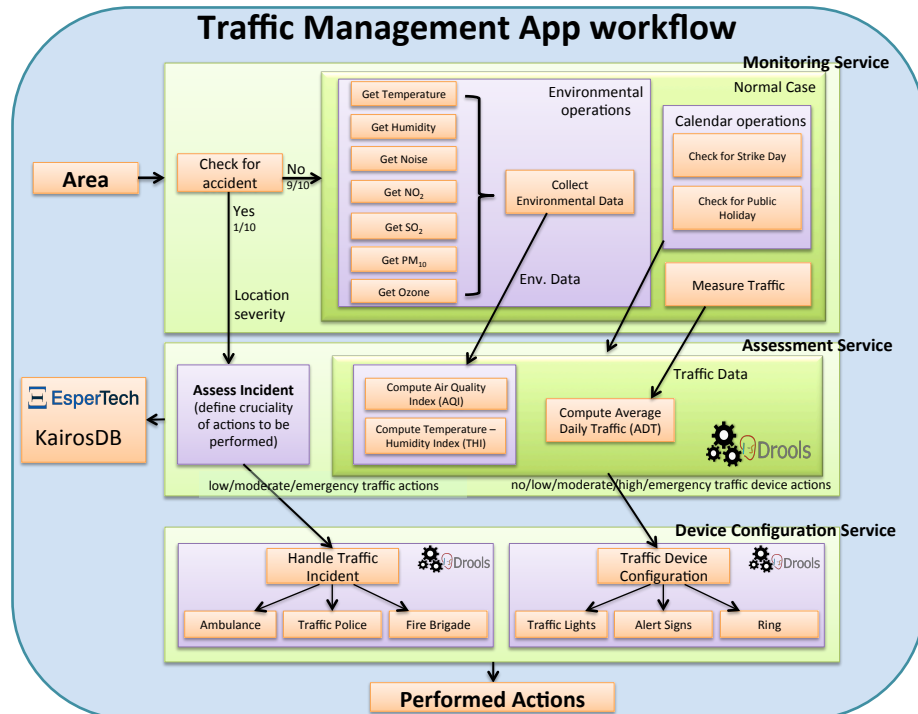 Traffic Management App workflow
Monitoring Service
Normal Case
Environmental
operations
Get Temperature
Get Humidity
Get Noise
Get NO₂
Get SO₂
Get PM₁₀
Get Ozone
Collect
Environmental Data
Calendar operations
Check for Strike Day
Check for Public
Holiday
Measure Traffic
Area
Check for
accident
No
9/10
Yes
1/10
Location
severity
Env. Data
Assessment Service
Traffic Data
EsperTech
KairosDB
Assess Incident
(define cruciality
of actions to be
performed)
Compute Air Quality
Index (AQI)
Compute Temperature –
Humidity Index (THI)
Compute Average
Daily Traffic (ADT)
Drools
low/moderate/emergency traffic actions
no/low/moderate/high/emergency traffic device actions
Device Configuration Service
Handle Traffic
Incident
Drools
Ambulance
Traffic Police
Fire Brigade
Traffic Device
Configuration
Drools
Traffic Lights
Alert Signs
Ring
Performed Actions